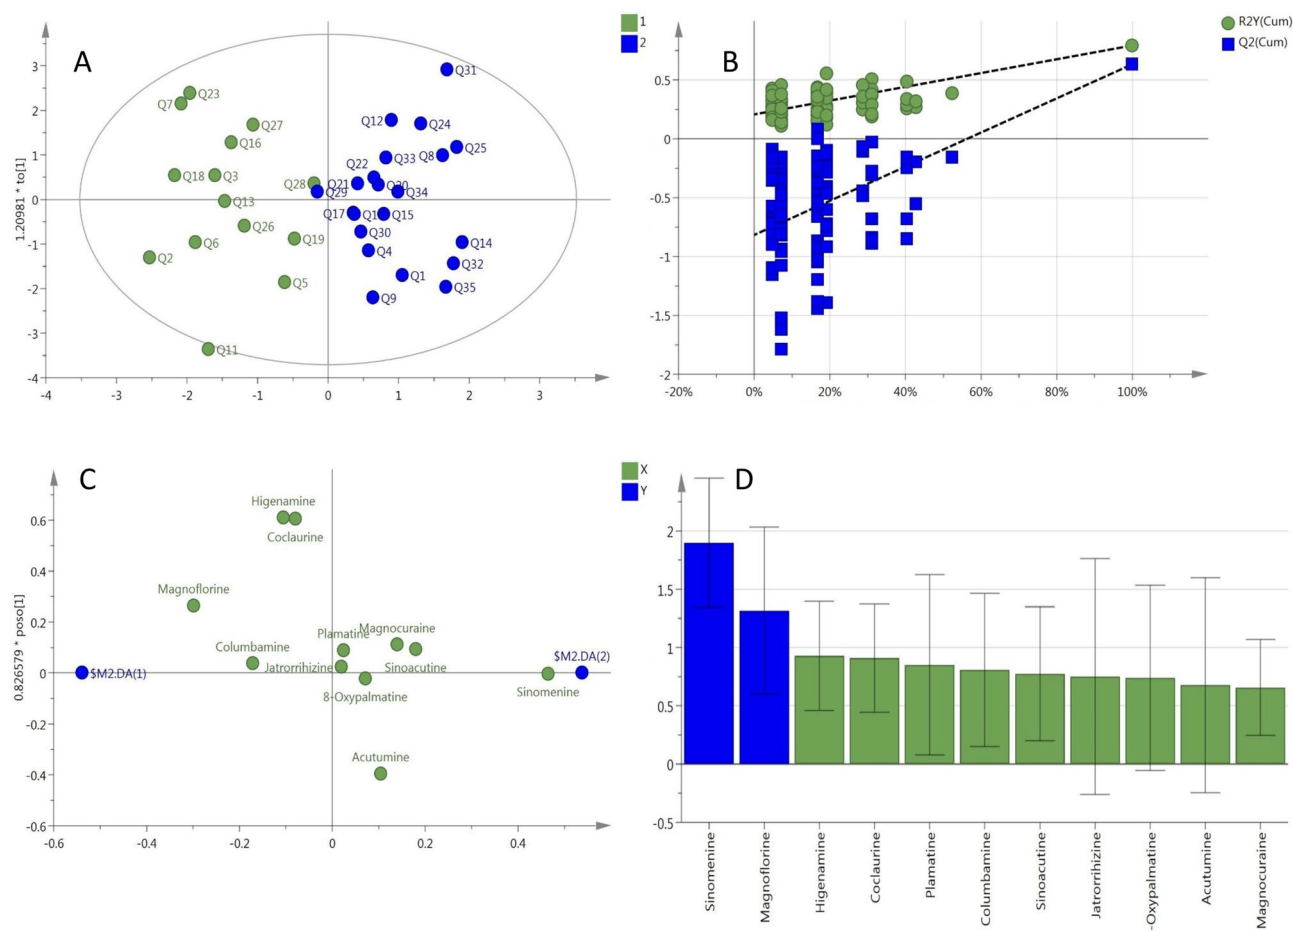 A
1
2
3
2
1
0
-1
-2
-3
-4
-4
-3
-2
-1
0
1
2
3
1.20981 * to[1]
Q31
Q23
Q7
Q27
Q12
Q24
Q16
Q25
Q33
Q8
Q22
Q18
Q3
Q28
Q21
Q20
Q29
Q34
Q13
Q17
Q15
Q26
Q30
Q19
Q6
Q14
Q4
Q2
Q32
Q1
Q5
Q35
Q9
Q11
B
R2Y(Cum)
Q2(Cum)
0.5
0
-0.5
-1
-1.5
-2
-20%
0%
20%
40%
60%
80%
100%
C
X
Y
0.6
0.4
0.2
0
-0.2
-0.4
-0.6
-0.6
-0.4
-0.2
0
0.2
0.4
0.826579 * poso[1]
Higenamine
Coclaurine
Magnoflorine
Plamatine
Magnocuraine
Columbamine
Jatrorrihizine
Sinoacutine
$M2.DA(1)
$M2.DA(2)
8-Oxypalmatine
Sinomenine
Acutumine
D
2
1.5
1
0.5
0
-0.5
Sinomenine
Magnoflorine
Higenamine
Coclaurine
Plamatine
Columbamine
Sinoacutine
Jatrorrihizine
-Oxypalmatine
Acutumine
Magnocuraine